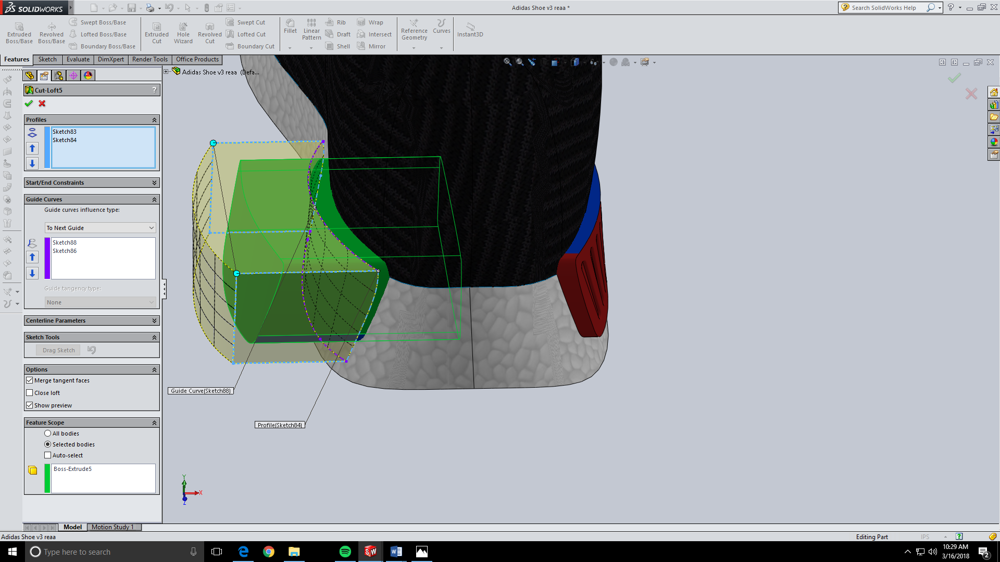 SOLIDWORKS
Adidas Shoe v3 reaa *
Search SolidWorks Help
Extruded Boss/Base
Revolved Boss/Base
Swept Boss/Base
Lofted Boss/Base
Boundary Boss/Base
Extruded Cut
Hole Wizard
Revolved Cut
Swept Cut
Lofted Cut
Boundary Cut
Fillet
Linear Pattern
Rib
Draft
Shell
Wrap
Intersect
Mirror
Reference Geometry
Curves
Instant3D
Features
Sketch
Evaluate
DimXpert
Render Tools
Office Products
Adidas Shoe v3 reaa (Defa...
Cut-Loft5
?
Profiles
Sketch83
Sketch84
Start/End Constraints
Guide Curves
Guide curves influence type:
To Next Guide
Sketch88
Sketch86
Guide tangency type:
None
Centerline Parameters
Sketch Tools
Drag Sketch
Options
Merge tangent faces
Close loft
Show preview
Feature Scope
All bodies
Selected bodies
Auto-select
Boss-Extrude5
Guide Curve(Sketch88)
Profile(Sketch84)
Y
X
Z
Model
Motion Study 1
Adidas Shoe v3 reaa
Editing Part
IPS
Type here to search
10:29 AM
3/16/2018
2